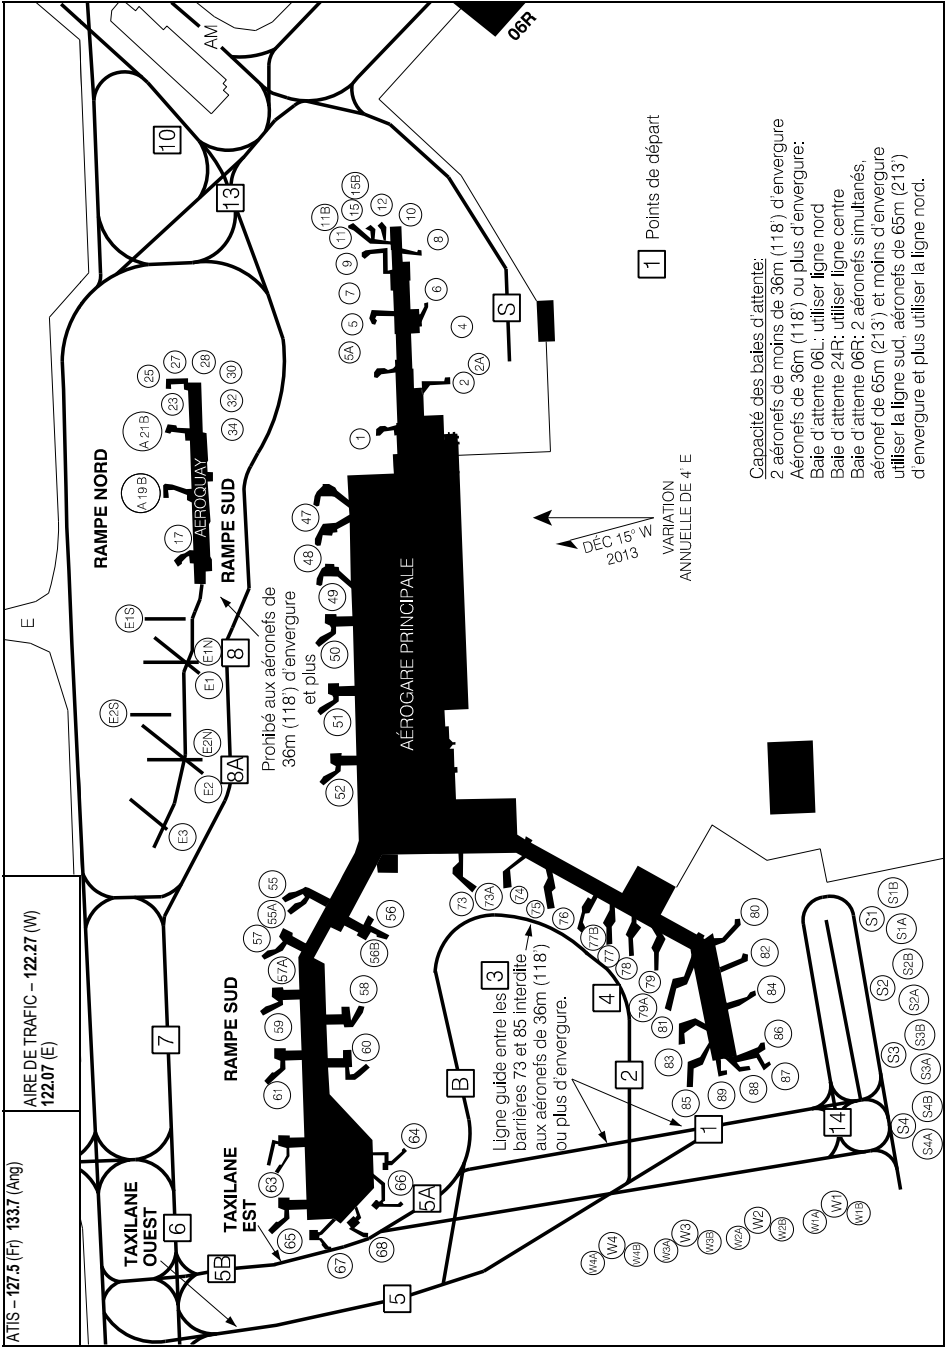 ATIS – 127.5 (Fr) 133.7 (Ang)
AIRE DE TRAFIC – 122.27 (W)
122.07 (E)
06R
AM
10
13
E
RAMPE NORD
RAMPE SUD
AEROQUAY
25
27
28
30
23
32
34
A21B
A19B
17
E1S
E1N
E1
E2S
E2N
E2
E3
8
8A
Prohibé aux aéronefs de
36m (118') d'envergure
et plus
11B
15
15B
12
11
10
9
8
7
6
5
5A
4
2A
2
1
S
47
48
49
50
51
52
AÉROGARE PRINCIPALE
1
Points de départ
Capacité des baies d'attente:
2 aéronefs de moins de 36m (118') d'envergure
Aéronefs de 36m (118') ou plus d'envergure:
Baie d'attente 06L: utiliser ligne nord
Baie d'attente 24R: utiliser ligne centre
Baie d'attente 06R: 2 aéronefs simultanés,
aéronef de 65m (213') et moins d'envergure
utiliser la ligne sud, aéronefs de 65m (213')
d'envergure et plus utiliser la ligne nord.
DÉC 15° W
2013
VARIATION
ANNUELLE DE 4' E
55
55A
57
57A
56
56B
58
59
60
61
63
64
65
66
67
68
RAMPE SUD
TAXILANE
EST
TAXILANE
OUEST
7
6
5B
5A
5
B
3
4
2
1
14
Ligne guide entre les
barrières 73 et 85 interdite
aux aéronefs de 36m (118')
ou plus d'envergure.
73
73A
74
75
76
77B
77
78
79
79A
80
81
82
83
84
85
86
87
88
89
S1
S1B
S1A
S2
S2B
S2A
S3
S3B
S3A
S4
S4B
S4A
W4A
W4
W4B
W3A
W3
W3B
W2A
W2
W2B
W1A
W1
W1B